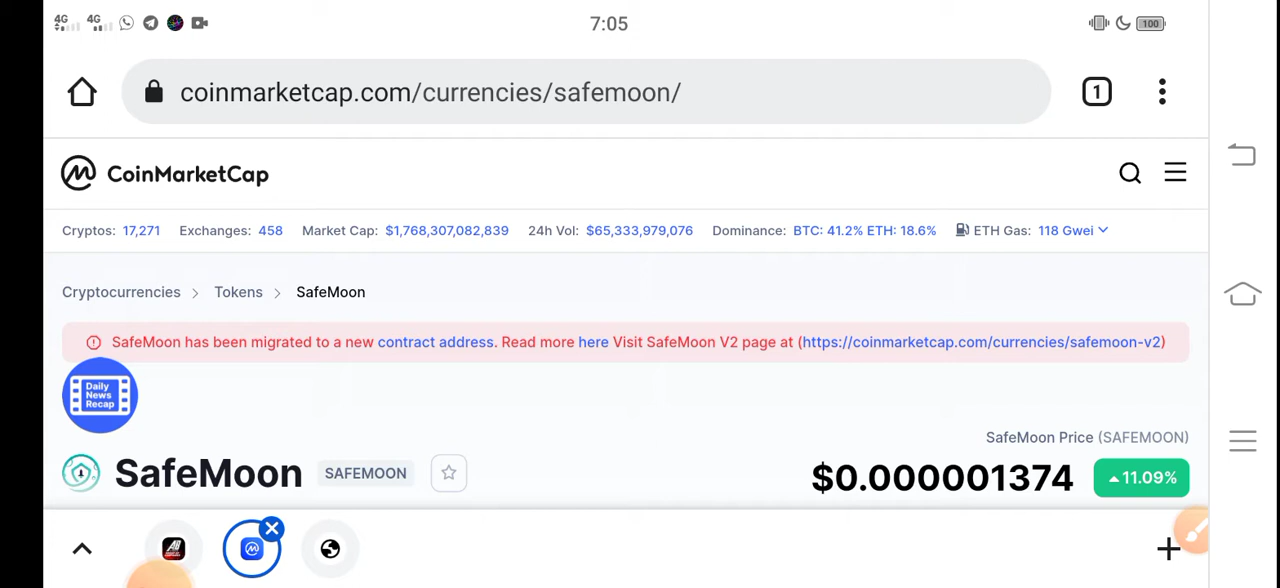 4G 4G 7:05 100
coinmarketcap.com/currencies/safemoon/ 1
CoinMarketCap
Cryptos: 17,271 Exchanges: 458 Market Cap: $1,768,307,082,839 24h Vol: $65,333,979,076 Dominance: BTC: 41.2% ETH: 18.6% ETH Gas: 118 Gwei
Cryptocurrencies > Tokens > SafeMoon
SafeMoon has been migrated to a new contract address. Read more here Visit SafeMoon V2 page at (https://coinmarketcap.com/currencies/safemoon-v2)
Daily
News
Recap
SafeMoon Price (SAFEMOON)
SafeMoon SAFEMOON $0.000001374 11.09%